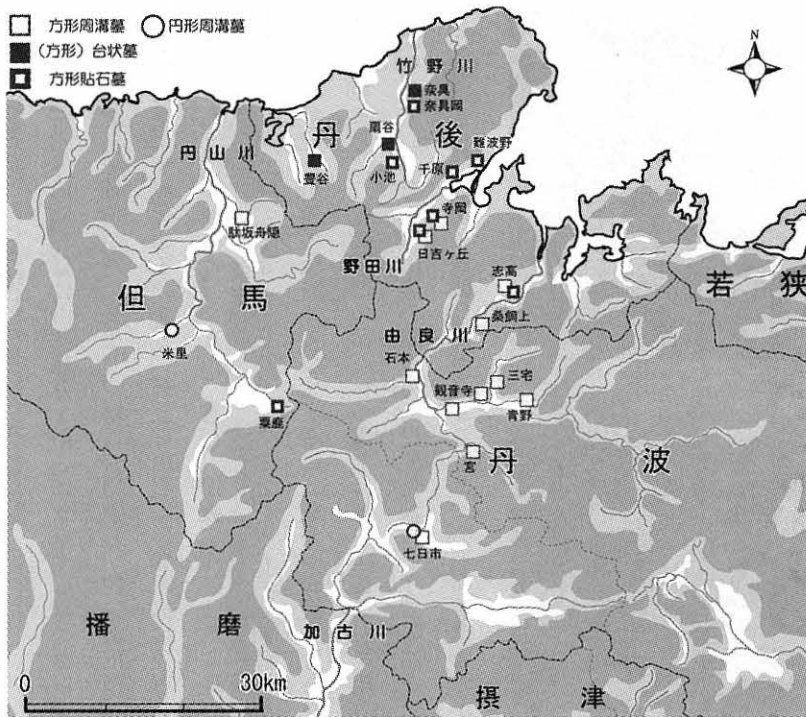 方形周溝墓 円形周溝墓
(方形)台状墓
方形貼石墓
N
竹野川
奈具
奈具岡
丹後
扇谷
難波野
円山川
豊谷
小池
千原
寺岡
駄坂舟隠
日吉ヶ丘
野田川
志高
若狭
但馬
桑飼上
由良川
米里
石本
三宅
観音寺
青野
粟鹿
丹波
宮
七日市
播磨
加古川
0 30km
摂津